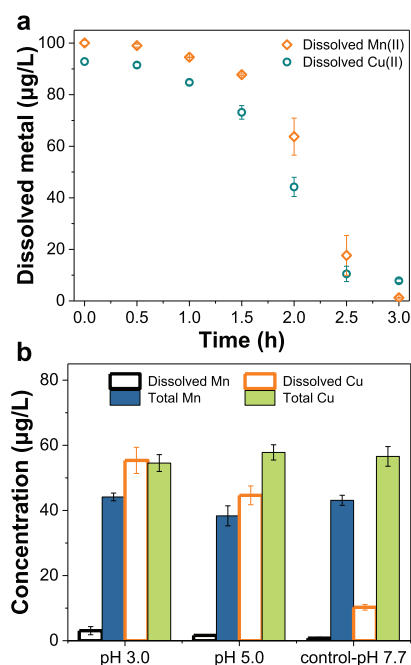 a
Dissolved metal (µg/L)
100
80
60
40
20
0
Dissolved Mn(II)
Dissolved Cu(II)
0.0 0.5 1.0 1.5 2.0 2.5 3.0
Time (h)
b
Concentration (µg/L)
80
60
40
20
0
Dissolved Mn Dissolved Cu
Total Mn Total Cu
pH 3.0 pH 5.0 control-pH 7.7